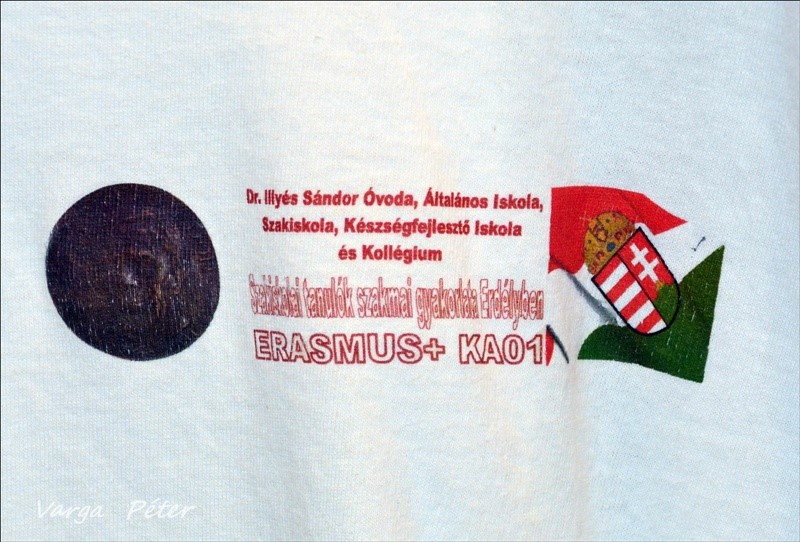 Dr. Illyés Sándor Óvoda, Általános Iskola,
Szakiskola, Készségfejlesztő Iskola
és Kollégium
Szakiskolai tanulók szakmai gyakorlata Erdélyben
ERASMUS+ KA01
Varga Péter